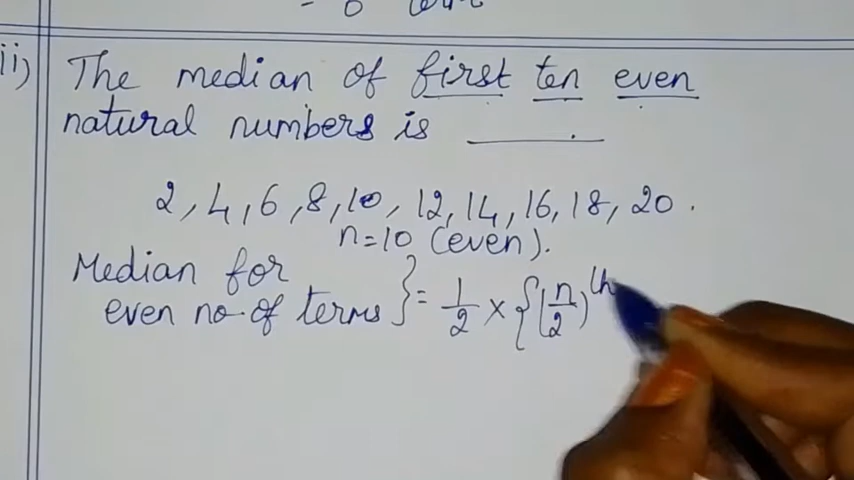 ii) The median of first ten even
natural numbers is ______
2, 4, 6, 8, 10, 12, 14, 16, 18, 20.
n=10 (even).
Median for
even no. of terms } = 1/2 × { (n/2)th